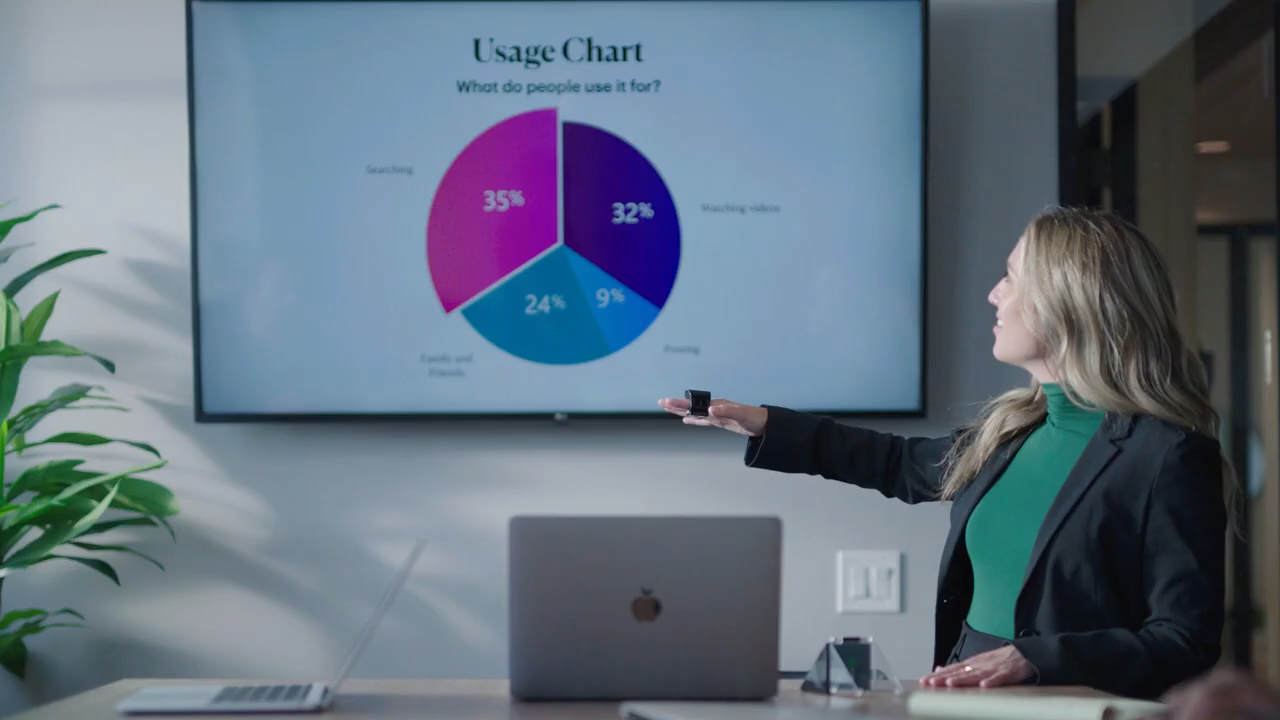 Usage Chart
What do people use it for?
Searching
35%
32%
Watching videos
24%
9%
Family and
Friends
Posting